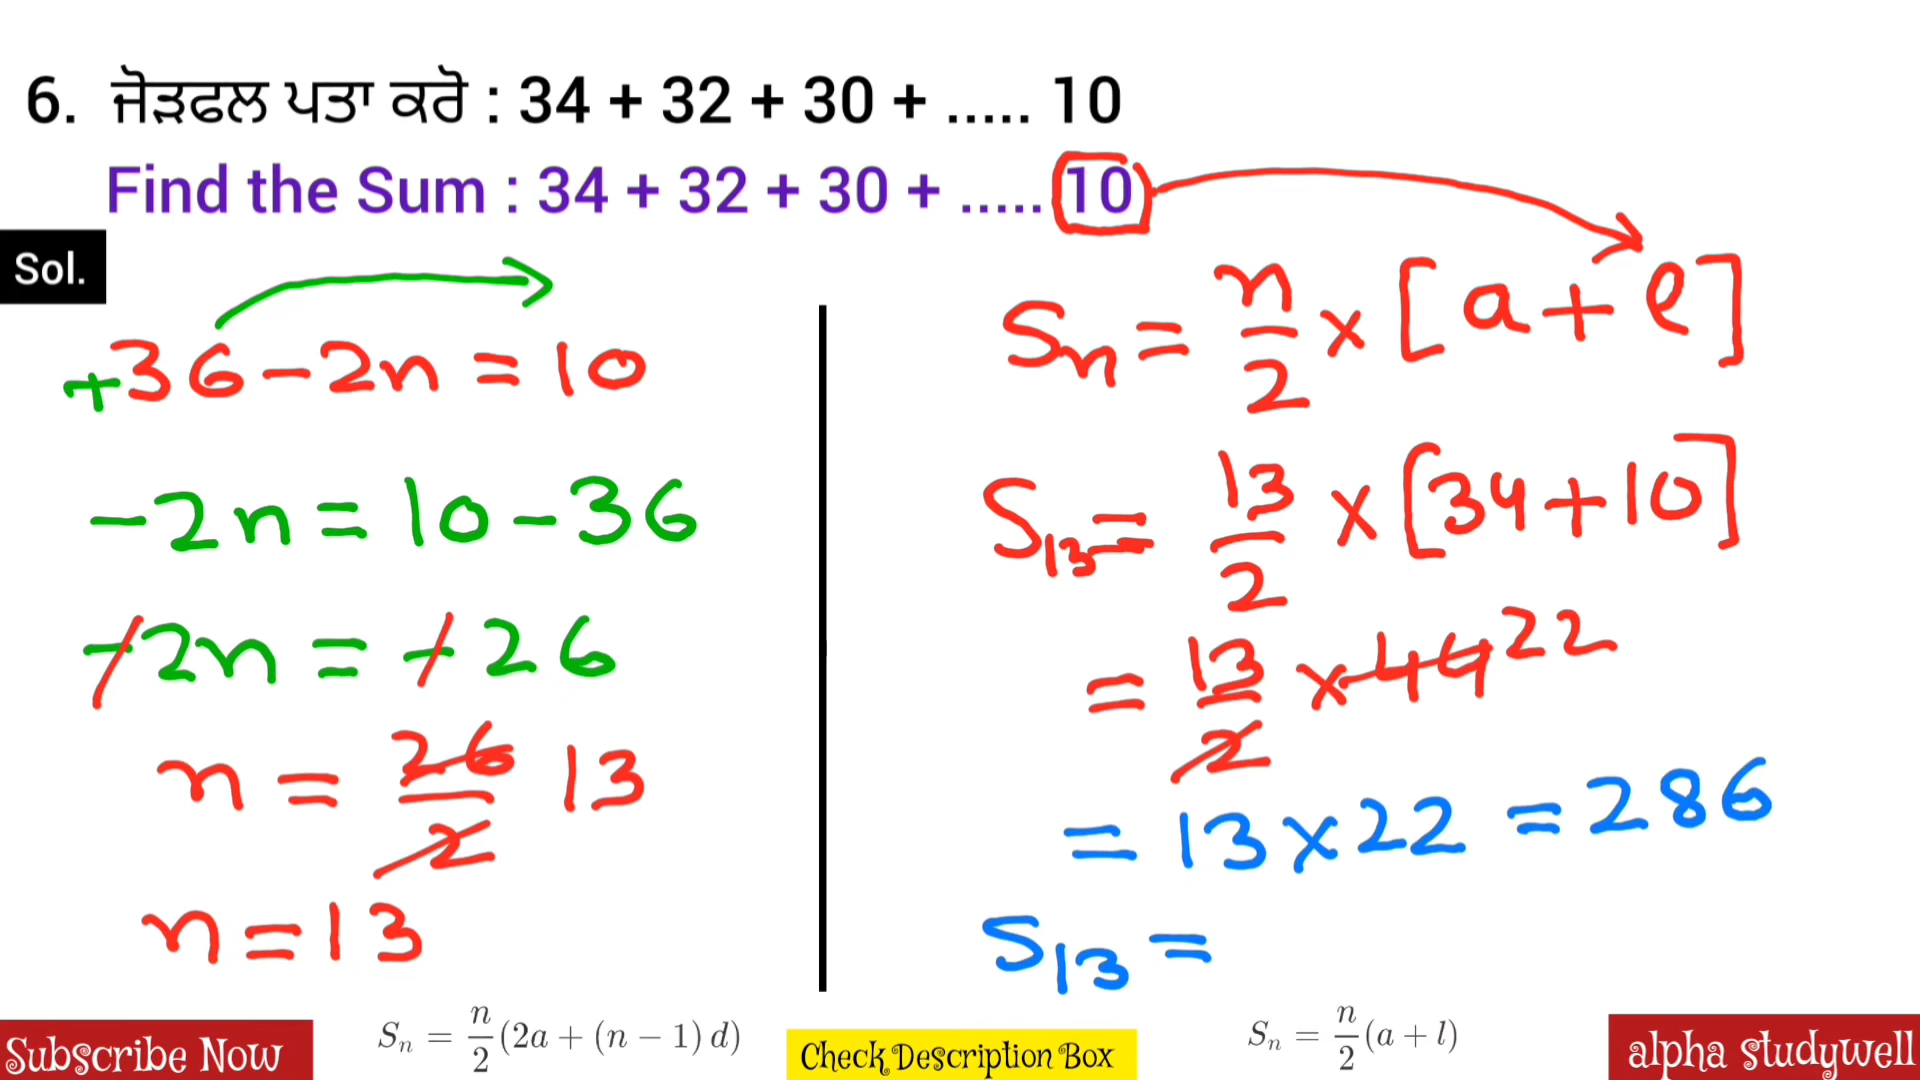 6. ਜੋੜਫਲ ਪਤਾ ਕਰੋ : 34 + 32 + 30 + ..... 10
Find the Sum : 34 + 32 + 30 + ..... 10
Sol.
+36-2n=10
-2n=10-36
-2n=-26
n=26/2 13
n=13
Sn=n/2×[a+l]
S13=13/2×[34+10]
=13/2×44 22
=13×22=286
S13=
Subscribe Now
Sn = n/2(2a + (n − 1) d)
Check Description Box
Sn = n/2(a + l)
alpha studywell